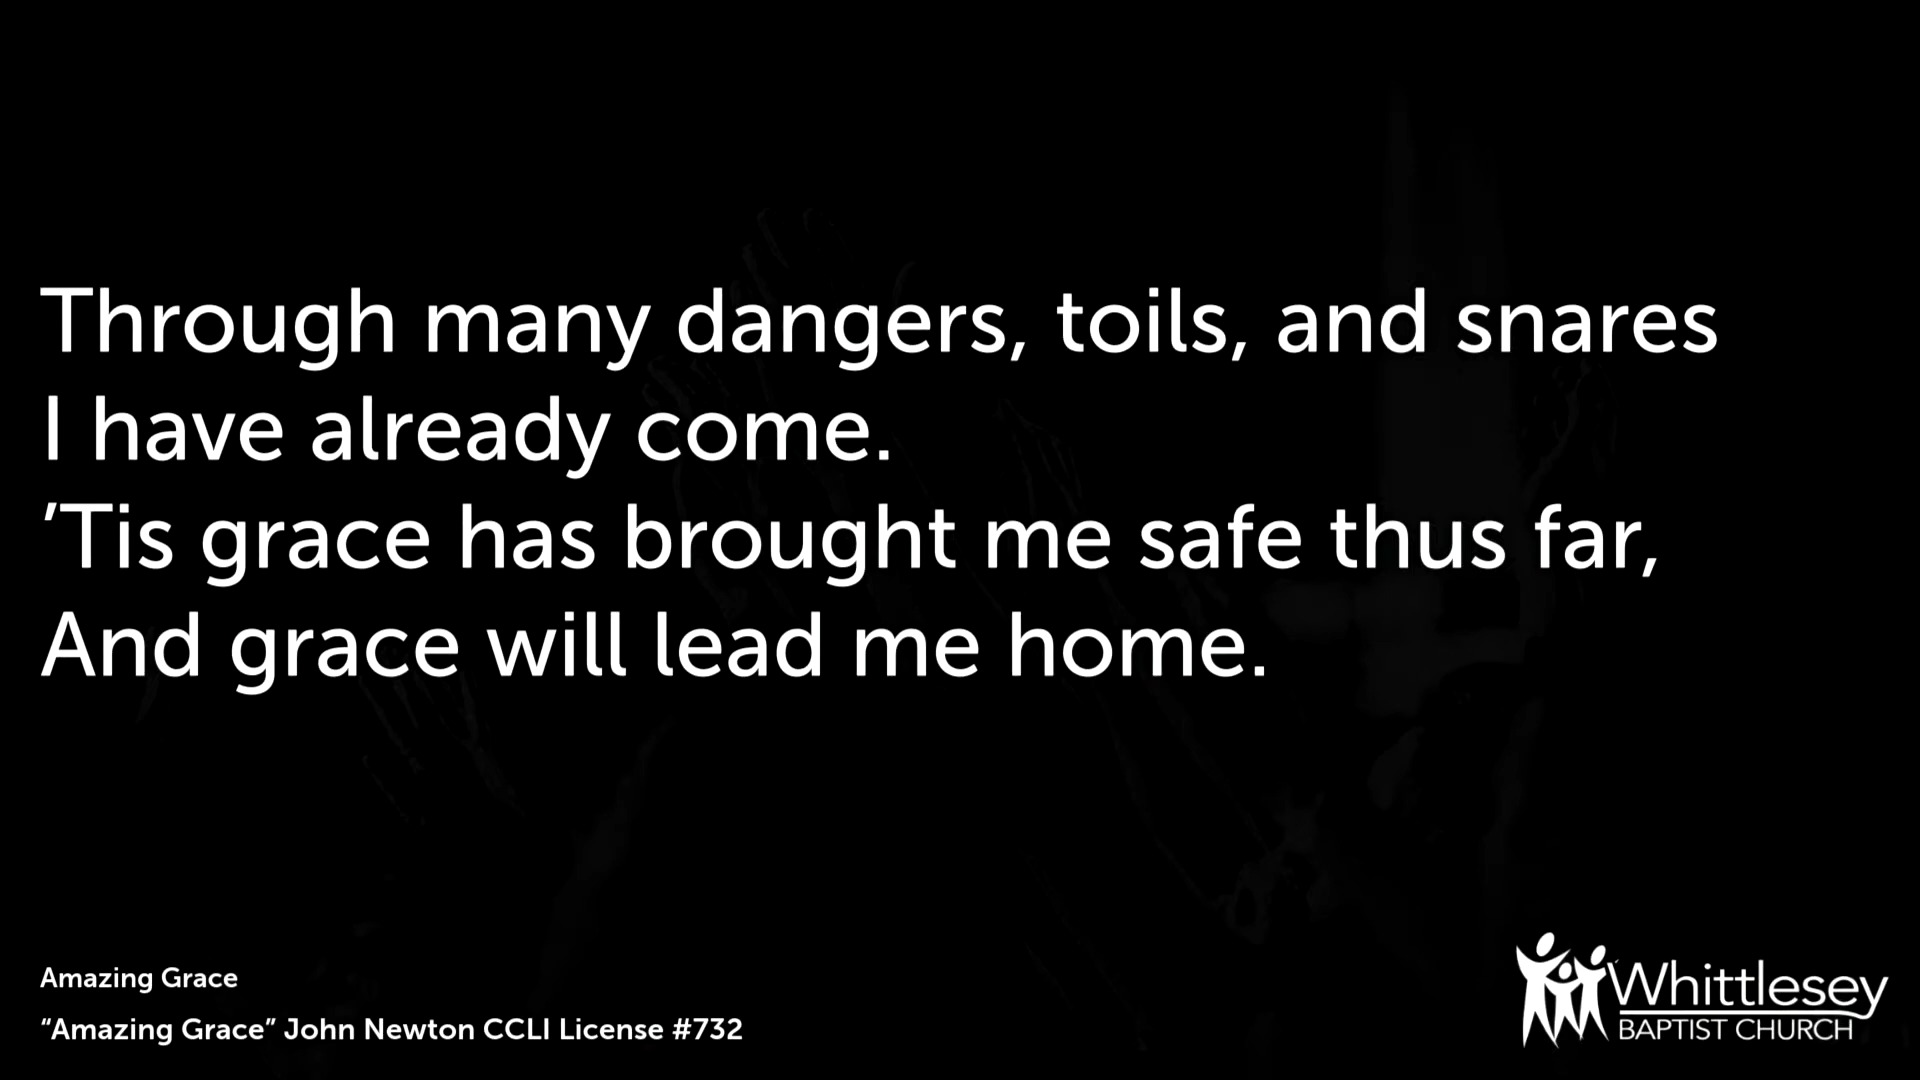 Through many dangers, toils, and snares
I have already come.
’Tis grace has brought me safe thus far,
And grace will lead me home.
Amazing Grace
“Amazing Grace” John Newton CCLI License #732
Whittlesey
BAPTIST CHURCH